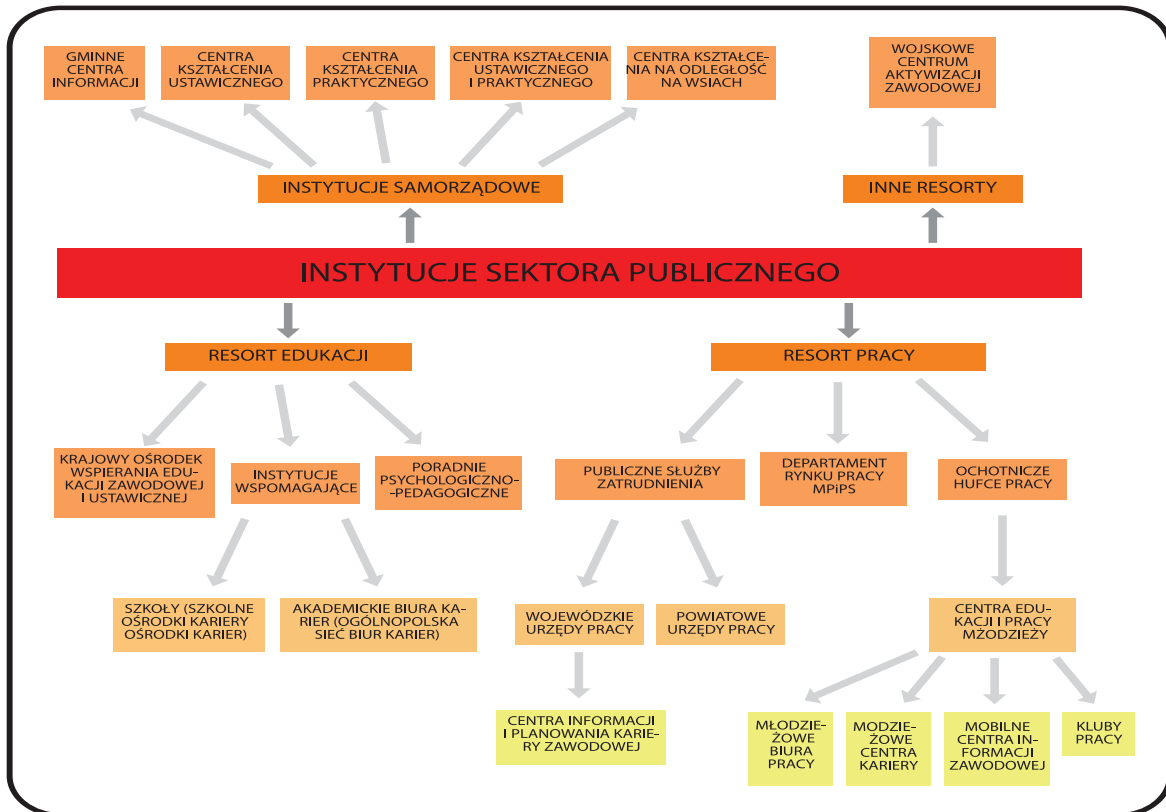 GMINNE
CENTRA
INFORMACJI
CENTRA
KSZTAŁCENIA
USTAWICZNEGO
CENTRA
KSZTAŁCENIA
PRAKTYCZNEGO
CENTRA KSZTAŁCENIA
USTAWICZNEGO
I PRAKTYCZNEGO
CENTRA KSZTAŁCE-
NIA NA ODLEGŁOŚĆ
NA WSIACH
WOJSKOWE
CENTRUM
AKTYWIZACJI
ZAWODOWEJ
INSTYTUCJE SAMORZĄDOWE
INNE RESORTY
INSTYTUCJE SEKTORA PUBLICZNEGO
RESORT EDUKACJI
RESORT PRACY
KRAJOWY OŚRODEK
WSPIERANIA EDU-
KACJI ZAWODOWEJ
I USTAWICZNEJ
INSTYTUCJE
WSPOMAGAJĄCE
PORADNIE
PSYCHOLOGICZNO-
-PEDAGOGICZNE
PUBLICZNE SŁUŻBY
ZATRUDNIENIA
DEPARTAMENT
RYNKU PRACY
MPiPS
OCHOTNICZE
HUFCE PRACY
SZKOŁY (SZKOLNE
OŚRODKI KARIERY
OŚRODKI KARIER)
AKADEMICKIE BIURA KA-
RIER (OGÓLNOPOLSKA
SIEĆ BIUR KARIER)
WOJEWÓDZKIE
URZĘDY PRACY
POWIATOWE
URZĘDY PRACY
CENTRA EDU-
KACJI I PRACY
MŻODZIEŻY
CENTRA INFORMACJI
I PLANOWANIA KARIE-
RY ZAWODOWEJ
MŁODZIE-
ŻOWE
BIURA
PRACY
MODZIE-
ŻOWE
CENTRA
KARIERY
MOBILNE
CENTRA IN-
FORMACJI
ZAWODOWEJ
KLUBY
PRACY